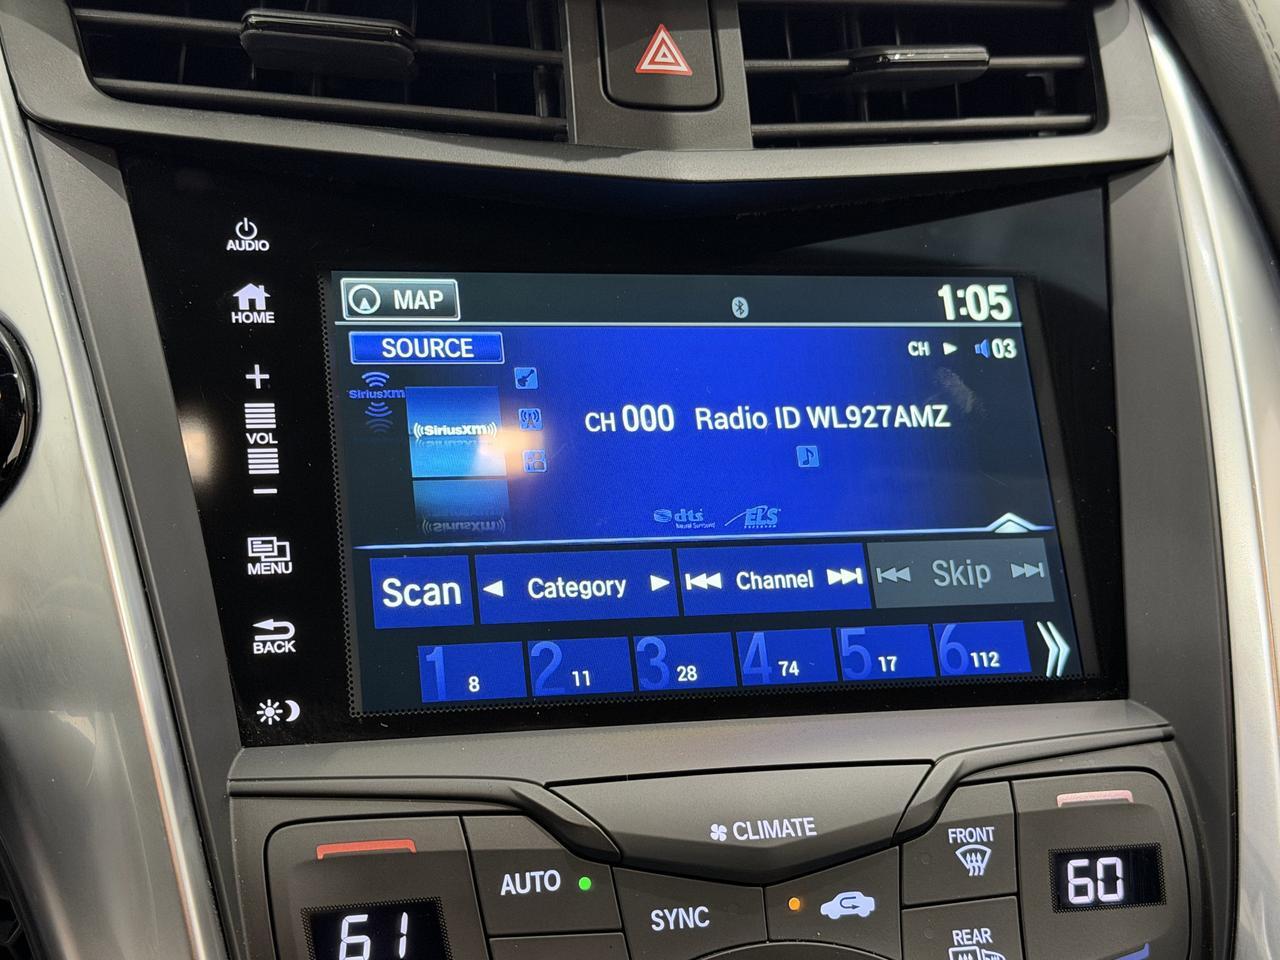 AUDIO
HOME
VOL
MENU
BACK
MAP
1:05
SOURCE
CH 03
SiriusXM
((SiriusXM))
CH 000 Radio ID WL927AMZ
dts
Neural Surround
ELS
Scan
Category
Channel
Skip
1 8
2 11
3 28
4 74
5 17
6 112
CLIMATE
FRONT
AUTO
60
SYNC
61
REAR